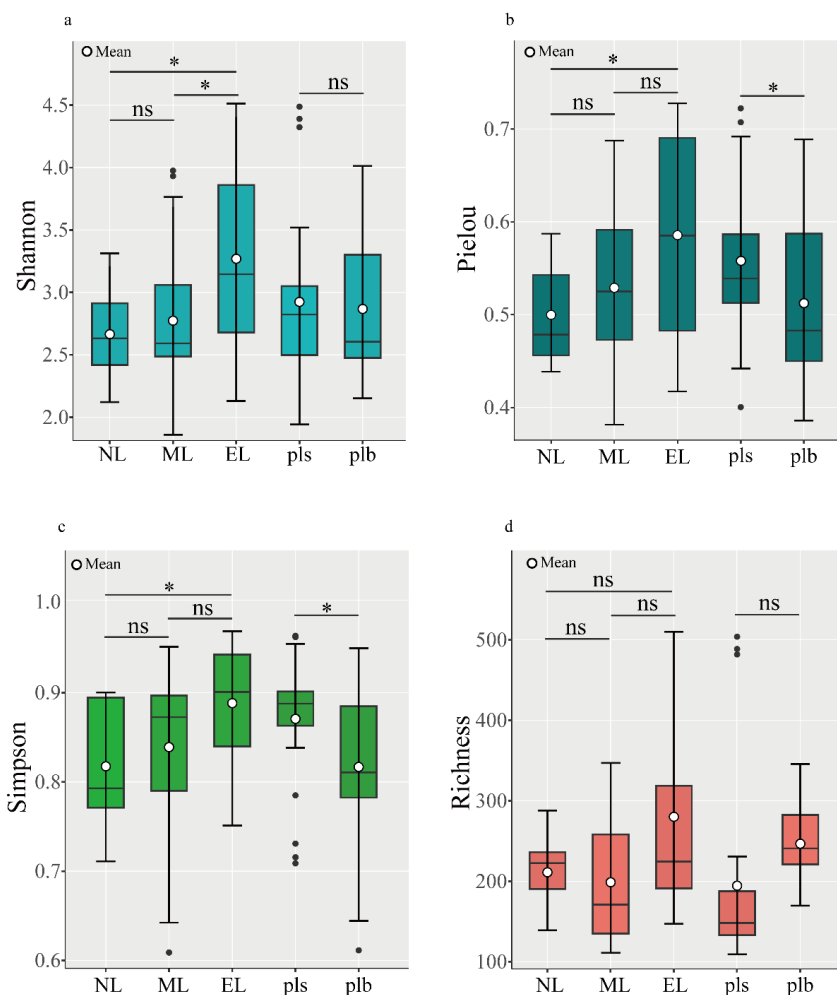 a
Mean
*
*
ns
ns
4.5
4.0
3.5
3.0
2.5
2.0
Shannon
NL ML EL pls plb
b
Mean
*
*
ns
ns
0.7
0.6
0.5
0.4
Pielou
NL ML EL pls plb
c
Mean
*
ns
*
ns
1.0
0.9
0.8
0.7
0.6
Simpson
NL ML EL pls plb
d
Mean
ns
ns
ns
ns
500
400
300
200
100
Richness
NL ML EL pls plb